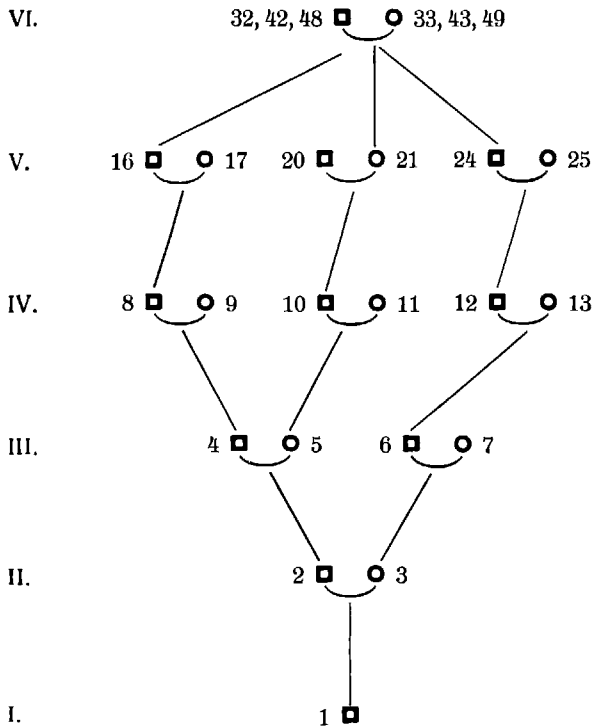 VI. 32, 42, 48 33, 43, 49
V. 16 17 20 21 24 25
IV. 8 9 10 11 12 13
III. 4 5 6 7
II. 2 3
I. 1